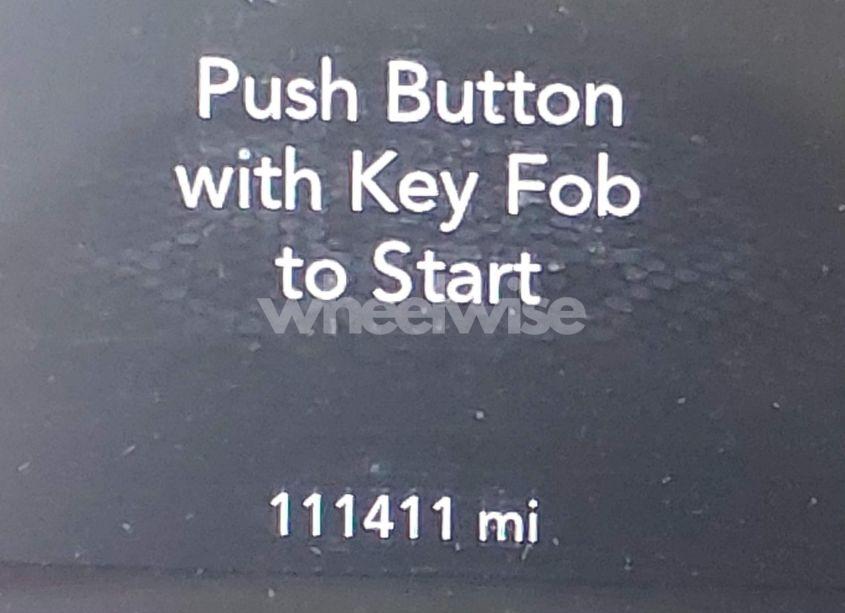 Push Button
with Key Fob
to Start
wheelwise
111411 mi